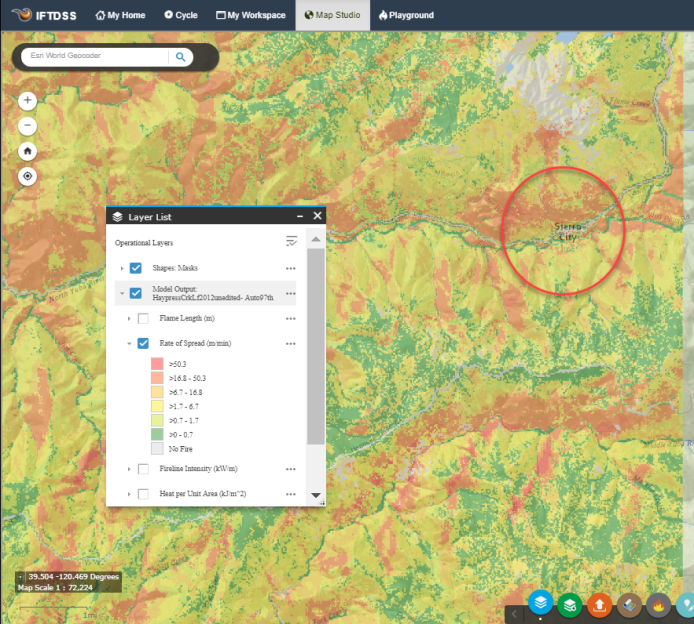 IFTDSS My Home Cycle My Workspace Map Studio Playground
Esri World Geocoder
Sierra
City
Layer List
Operational Layers
Shapes: Masks
Model Output:
HaypressCrkLf2012unedited- Auto97th
Flame Length (m)
Rate of Spread (m/min)
>50.3
>16.8 - 50.3
>6.7 - 16.8
>1.7 - 6.7
>0.7 - 1.7
>0 - 0.7
No Fire
Fireline Intensity (kW/m)
Heat per Unit Area (kJ/m^2)
North Yuba River
39.504 -120.469 Degrees
Map Scale 1 : 72,224
1mi